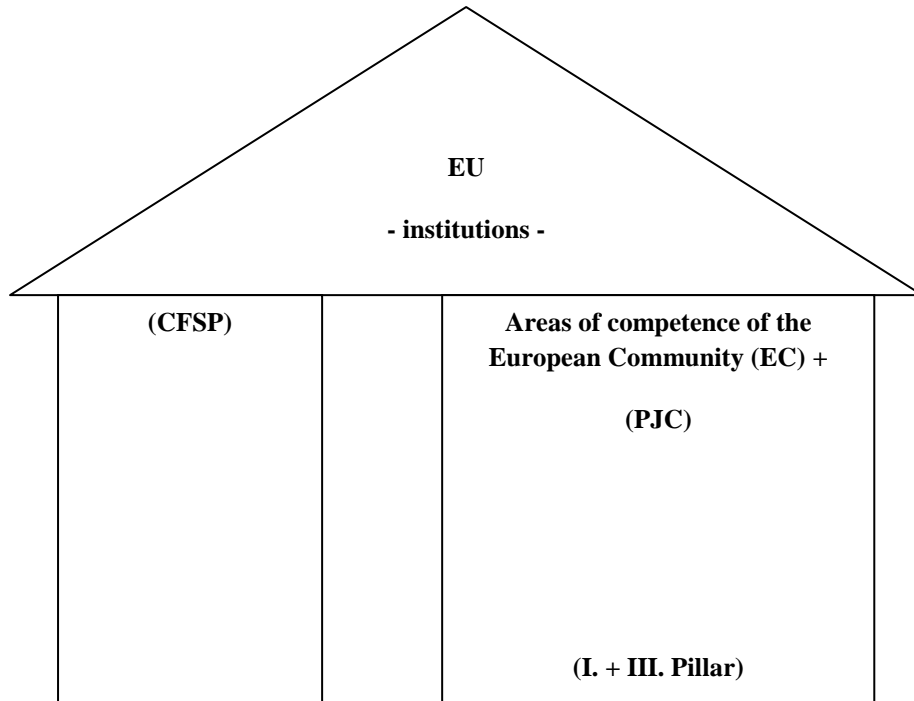 EU
- institutions -
(CFSP)
Areas of competence of the
European Community (EC) +
(PJC)
(I. + III. Pillar)